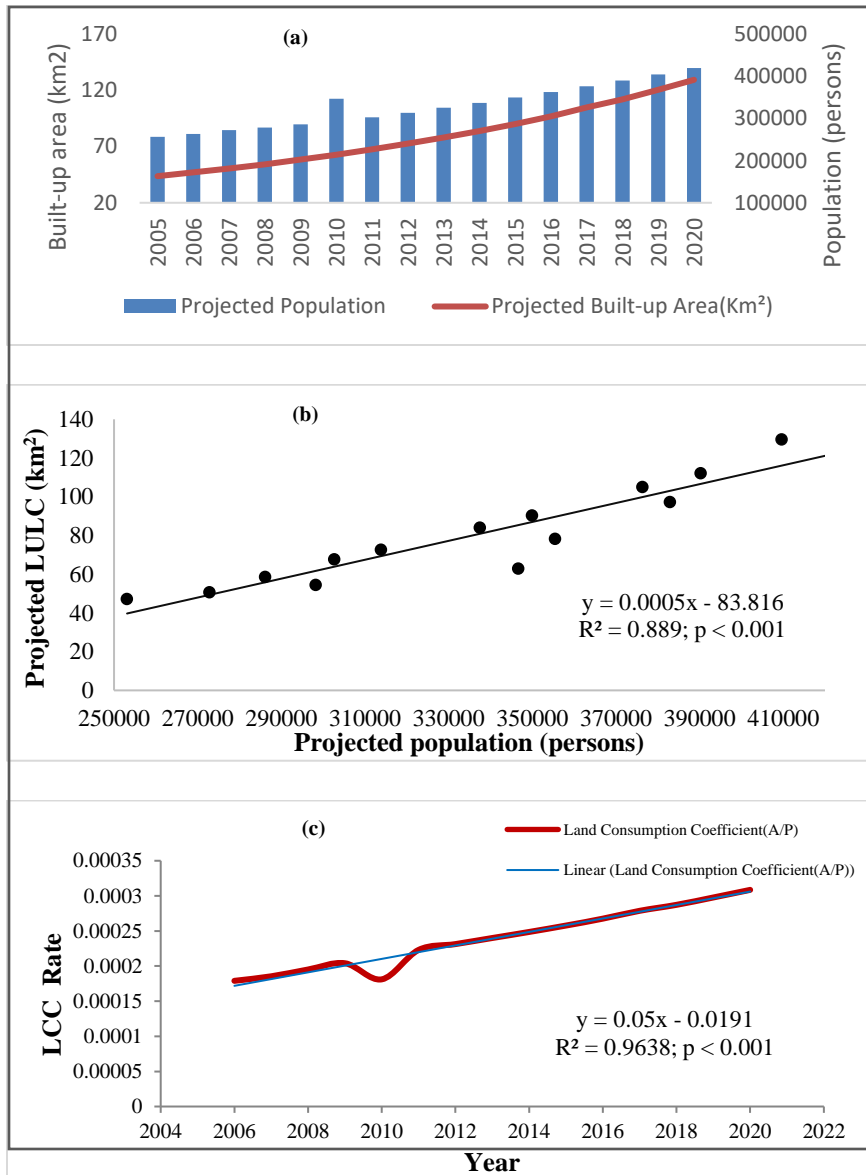 (a)
170
120
70
20
Built-up area (km2)
500000
400000
300000
200000
100000
Population (persons)
2005 2006 2007 2008 2009 2010 2011 2012 2013 2014 2015 2016 2017 2018 2019 2020
Projected Population
Projected Built-up Area(Km²)
(b)
140
120
100
80
60
40
20
0
Projected LULC (km²)
y = 0.0005x - 83.816
R² = 0.889; p < 0.001
250000 270000 290000 310000 330000 350000 370000 390000 410000
Projected population (persons)
(c)
Land Consumption Coefficient(A/P)
Linear (Land Consumption Coefficient(A/P))
0.00035
0.0003
0.00025
0.0002
0.00015
0.0001
0.00005
0
LCC Rate
y = 0.05x - 0.0191
R² = 0.9638; p < 0.001
2004 2006 2008 2010 2012 2014 2016 2018 2020 2022
Year